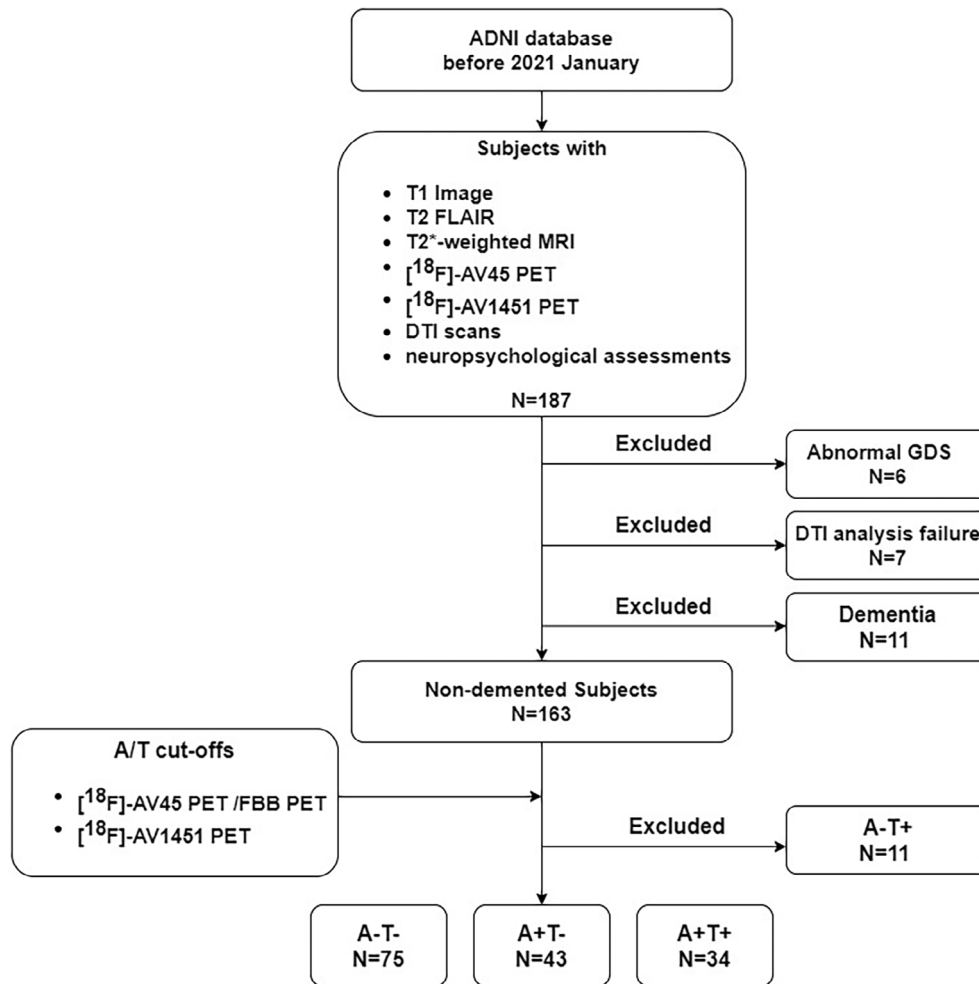 ADNI database
before 2021 January
Subjects with
• T1 Image
• T2 FLAIR
• T2*-weighted MRI
• [18F]-AV45 PET
• [18F]-AV1451 PET
• DTI scans
• neuropsychological assessments
N=187
Excluded
Abnormal GDS
N=6
Excluded
DTI analysis failure
N=7
Excluded
Dementia
N=11
Non-demented Subjects
N=163
A/T cut-offs
• [18F]-AV45 PET /FBB PET
• [18F]-AV1451 PET
Excluded
A-T+
N=11
A-T-
N=75
A+T-
N=43
A+T+
N=34